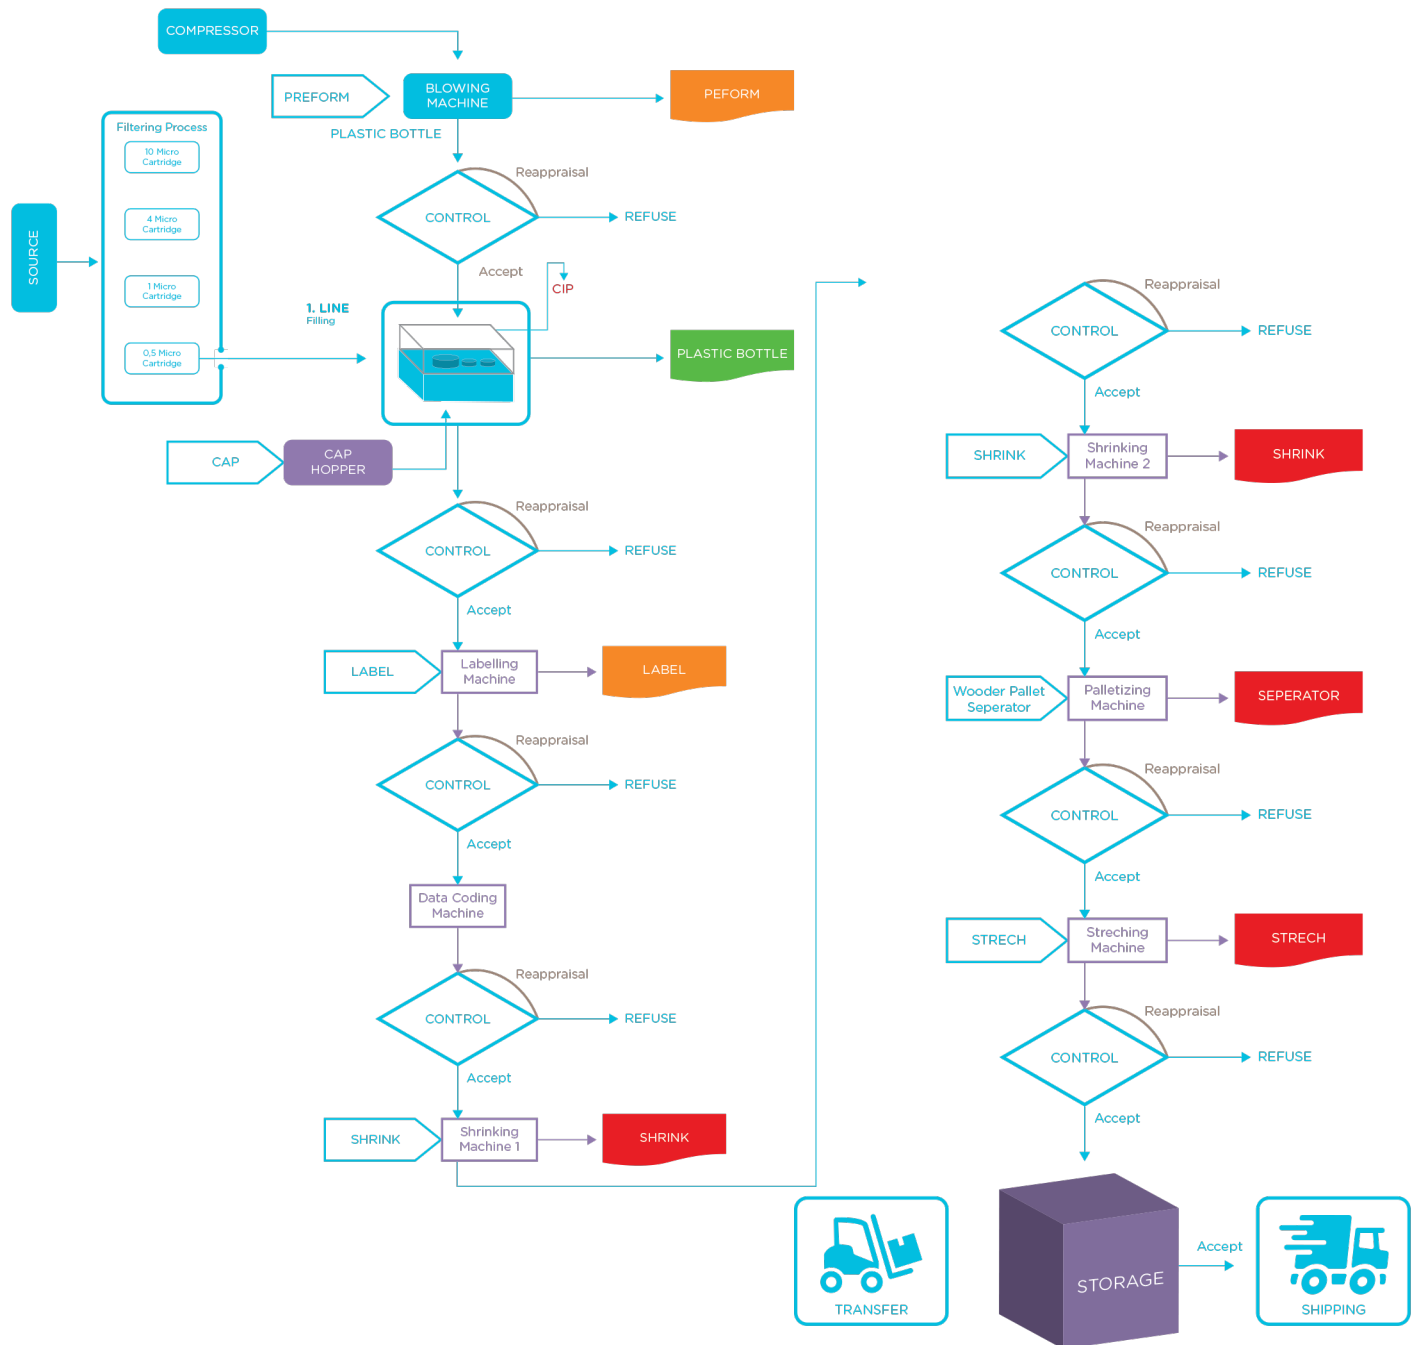 COMPRESSOR
PREFORM
BLOWING
MACHINE
PEFORM
PLASTIC BOTTLE
Filtering Process
10 Micro
Cartridge
4 Micro
Cartridge
1 Micro
Cartridge
0,5 Micro
Cartridge
SOURCE
Reappraisal
CONTROL
REFUSE
Accept
CIP
1. LINE
Filling
PLASTIC BOTTLE
CAP
CAP
HOPPER
Reappraisal
CONTROL
REFUSE
Accept
LABEL
Labelling
Machine
LABEL
Reappraisal
CONTROL
REFUSE
Accept
Data Coding
Machine
Reappraisal
CONTROL
REFUSE
Accept
SHRINK
Shrinking
Machine 1
SHRINK
Reappraisal
CONTROL
REFUSE
Accept
SHRINK
Shrinking
Machine 2
SHRINK
Reappraisal
CONTROL
REFUSE
Accept
Wooder Pallet
Seperator
Palletizing
Machine
SEPERATOR
Reappraisal
CONTROL
REFUSE
Accept
STRECH
Streching
Machine
STRECH
Reappraisal
CONTROL
REFUSE
Accept
TRANSFER
STORAGE
Accept
SHIPPING